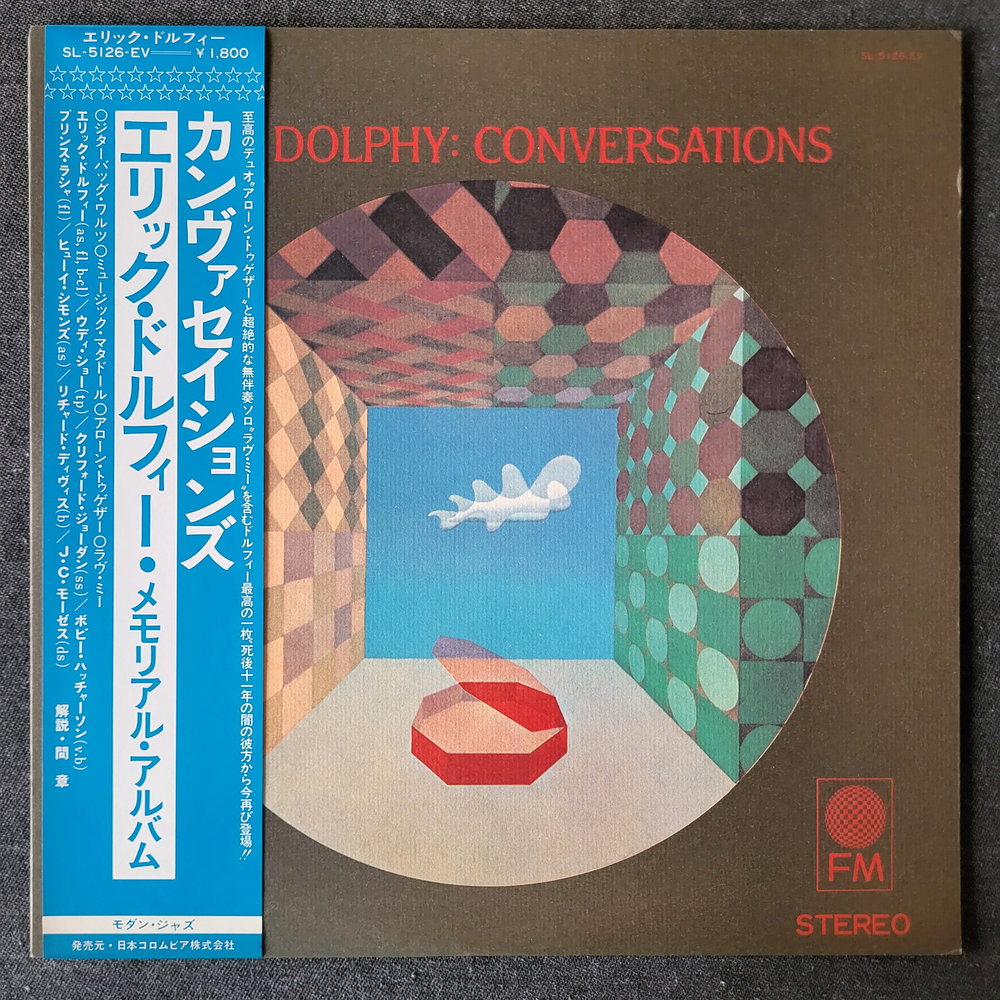 エリック・ドルフィー
SL-5126-EV──¥1,800
☆☆☆☆☆☆☆☆☆☆☆☆
☆☆☆☆☆☆☆☆☆☆☆☆
至高のデュオ"アローン・トゥゲザー"と超絶的な無伴奏ソロ"ラヴ・ミー"を含むドルフィー最高の一枚、死後十一年の闇の彼方から今再び登場!!
カンヴァセイションズ
エリック・ドルフィー・メモリアル・アルバム
○ジターバッグ・ワルツ○ミュージック・マタドール○アローン・トゥゲザー○ラヴ・ミー
エリック・ドルフィー(as, fl, b-cl)/ウディ・ショー(tp)/クリフォード・ジョーダン(ss)/ボビー・ハッチャーソン(vb)
プリンス・ラシャ(fl)/ヒューイ・シモンズ(as)/リチャード・ディヴィス(b)/J・C・モーゼス(ds)
解説・間 章
モダン・ジャズ
発売元・日本コロムビア株式会社
SL-5126-EV
DOLPHY: CONVERSATIONS
FM
STEREO